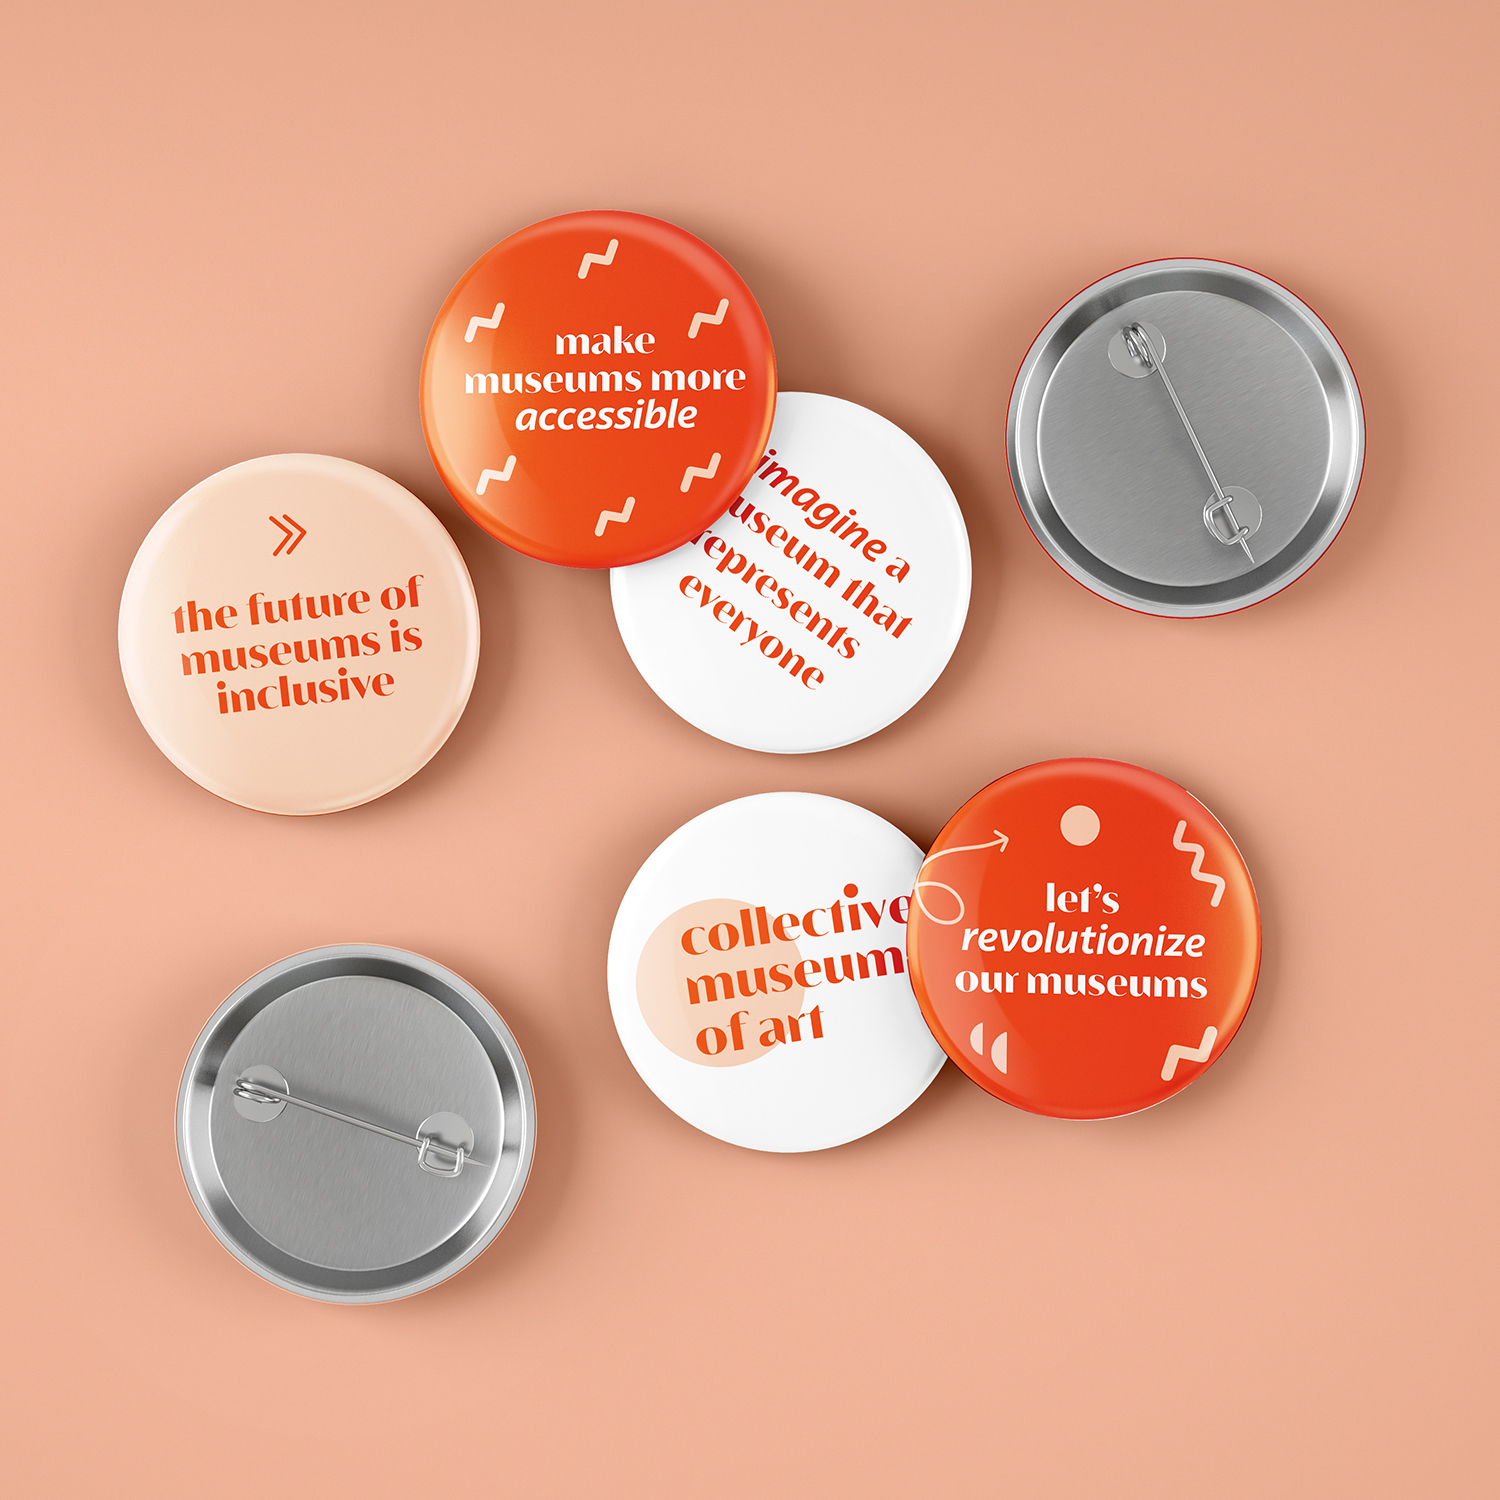 make
museums more
accessible
imagine a
useum that
represents
everyone
the future of
museums is
inclusive
collective
museum
of art
let's
revolutionize
our museums